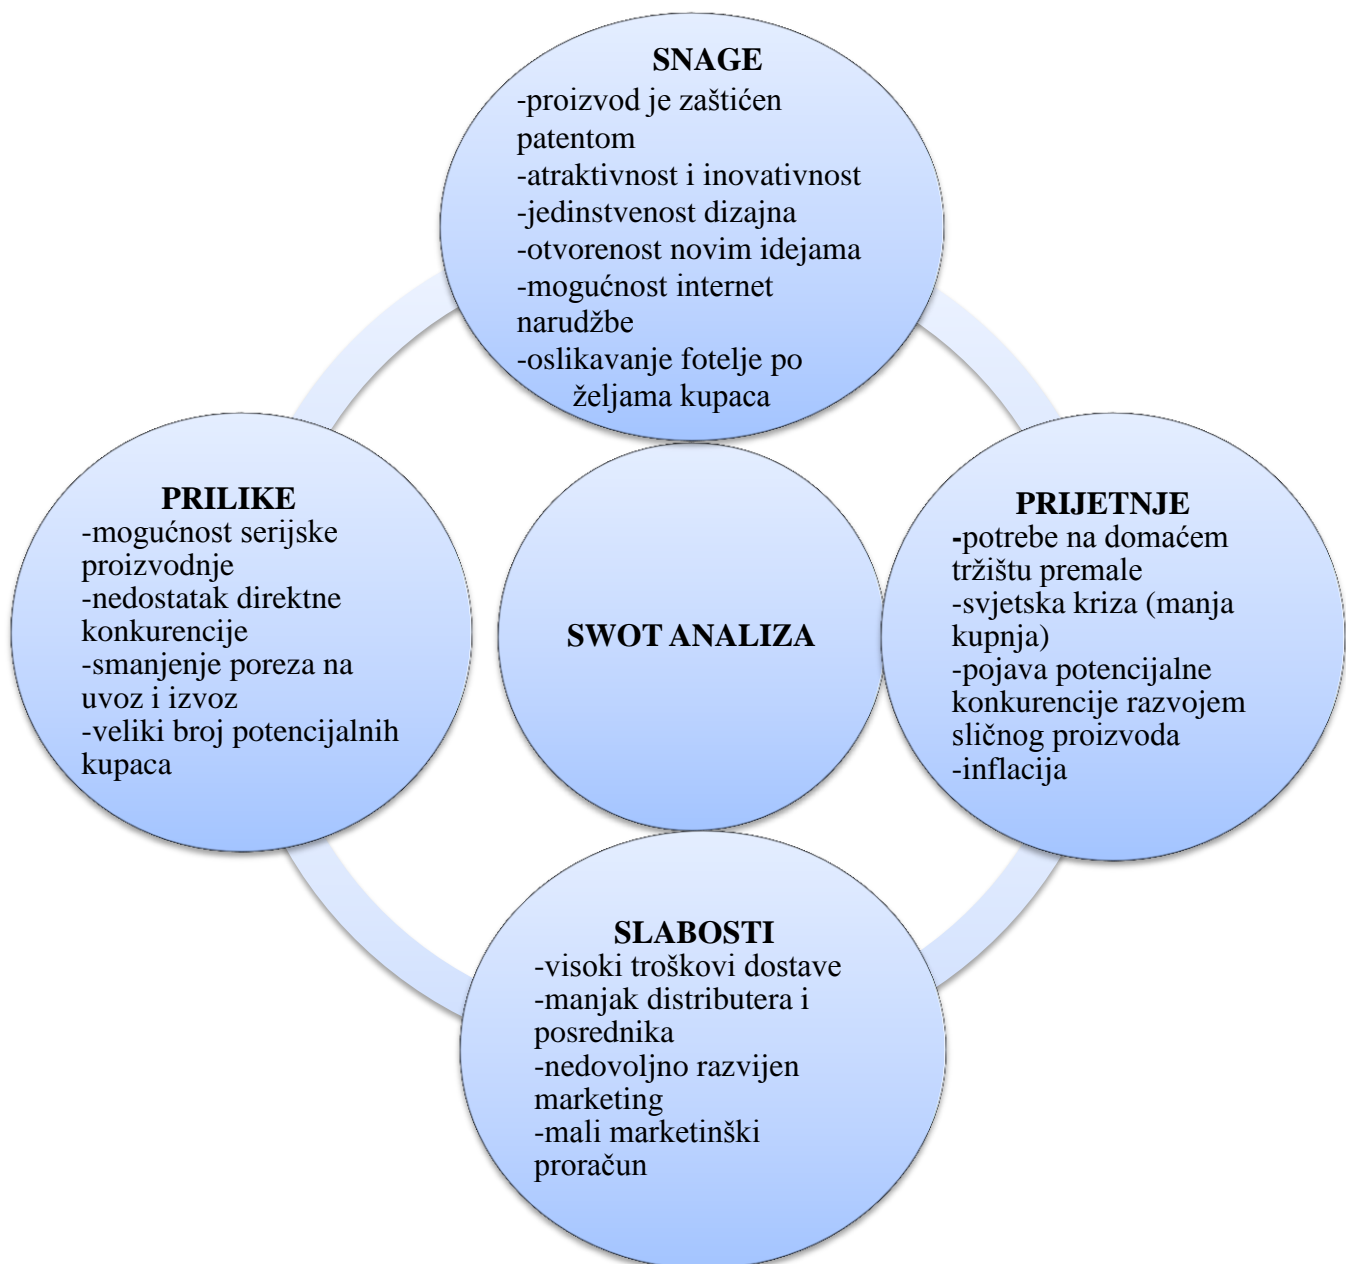 SNAGE
-proizvod je zaštićen
patentom
-atraktivnost i inovativnost
-jedinstvenost dizajna
-otvorenost novim idejama
-mogućnost internet
narudžbe
-oslikavanje fotelje po
željama kupaca
PRILIKE
-mogućnost serijske
proizvodnje
-nedostatak direktne
konkurencije
-smanjenje poreza na
uvoz i izvoz
-veliki broj potencijalnih
kupaca
SWOT ANALIZA
PRIJETNJE
-potrebe na domaćem
tržištu premale
-svjetska kriza (manja
kupnja)
-pojava potencijalne
konkurencije razvojem
sličnog proizvoda
-inflacija
SLABOSTI
-visoki troškovi dostave
-manjak distributera i
posrednika
-nedovoljno razvijen
marketing
-mali marketinški
proračun